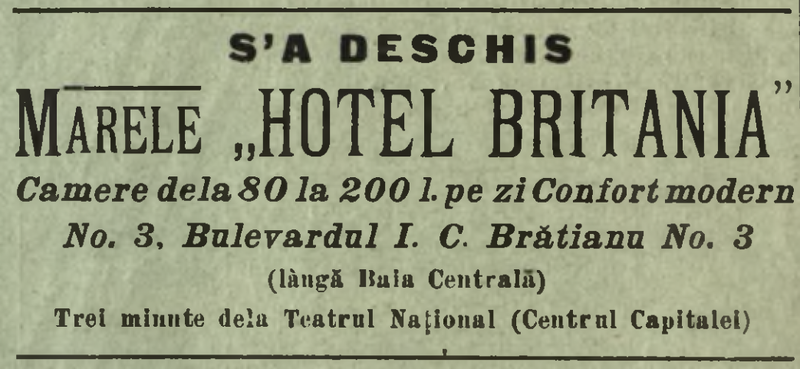 S'A DESCHIS
MARELE „HOTEL BRITANIA”
Camere dela 80 la 200 l. pe zi Confort modern
No. 3, Bulevardul I. C. Brătianu No. 3
(lângă Baia Centrală)
Trei minute dela Teatrul Național (Centrul Capitalei)